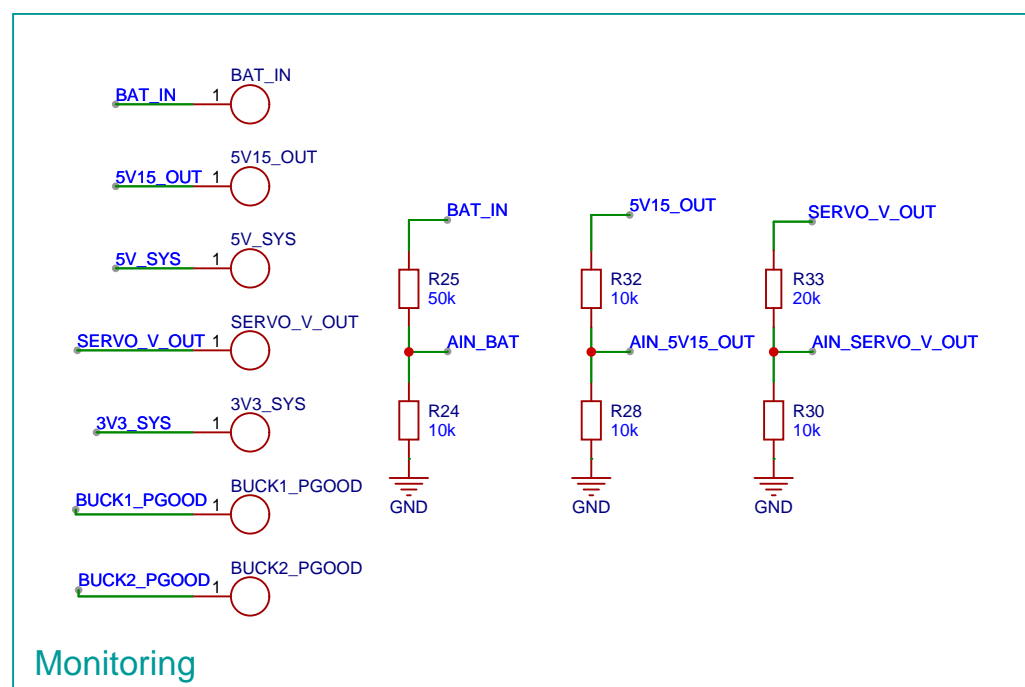 BAT_IN
BAT_IN 1
5V15_OUT
5V15_OUT 1
5V_SYS
5V_SYS 1
SERVO_V_OUT
SERVO_V_OUT 1
3V3_SYS
3V3_SYS 1
BUCK1_PGOOD
BUCK1_PGOOD 1
BUCK2_PGOOD
BUCK2_PGOOD 1
BAT_IN
R25
50k
AIN_BAT
R24
10k
GND
5V15_OUT
R32
10k
AIN_5V15_OUT
R28
10k
GND
SERVO_V_OUT
R33
20k
AIN_SERVO_V_OUT
R30
10k
GND
Monitoring